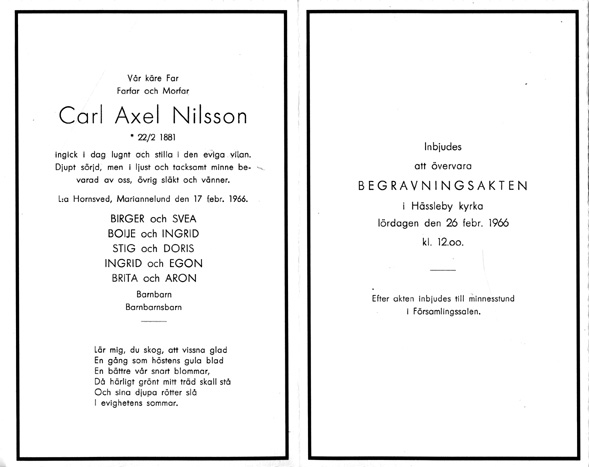 Vår käre Far
Farfar och Morfar
Carl Axel Nilsson
* 22/2 1881
ingick i dag lugnt och stilla i den eviga vilan.
Djupt sörjd, men i ljust och tacksamt minne be-
varad av oss, övrig släkt och vänner.
L:a Hornsved, Mariannelund den 17 febr. 1966.
BIRGER och SVEA
BOIJE och INGRID
STIG och DORIS
INGRID och EGON
BRITA och ARON
Barnbarn
Barnbarnsbarn
Lär mig, du skog, att vissna glad
En gång som höstens gula blad
En bättre vår snart blommar,
Då härligt grönt mitt träd skall stå
Och sina djupa rötter slå
I evighetens sommar.
Inbjudes
att övervara
BEGRAVNINGSAKTEN
i Hässleby kyrka
lördagen den 26 febr. 1966
kl. 12.00.
Efter akten inbjudes till minnesstund
i Församlingssalen.